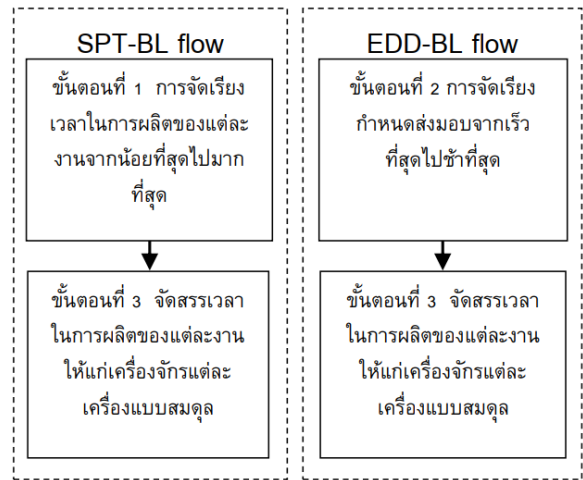 SPT-BL flow
ขั้นตอนที่ 1 การจัดเรียง
เวลาในการผลิตของแต่ละ
งานจากน้อยที่สุดไปมาก
ที่สุด
ขั้นตอนที่ 3 จัดสรรเวลา
ในการผลิตของแต่ละงาน
ให้แก่เครื่องจักรแต่ละ
เครื่องแบบสมดุล
EDD-BL flow
ขั้นตอนที่ 2 การจัดเรียง
กำหนดส่งมอบจากเร็ว
ที่สุดไปช้าที่สุด
ขั้นตอนที่ 3 จัดสรรเวลา
ในการผลิตของแต่ละงาน
ให้แก่เครื่องจักรแต่ละ
เครื่องแบบสมดุล